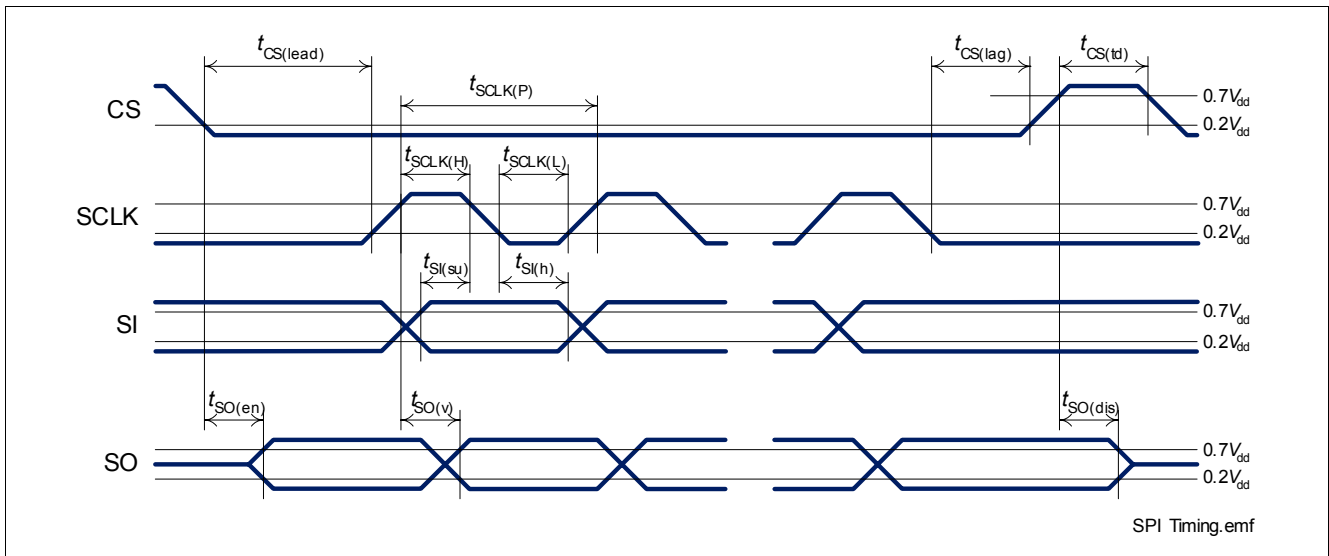 tCS(lead)
tCS(lag)
tCS(td)
tSCLK(P)
CS
0.7Vdd
0.2Vdd
tSCLK(H)
tSCLK(L)
SCLK
0.7Vdd
0.2Vdd
tSI(su)
tSI(h)
SI
0.7Vdd
0.2Vdd
tSO(en)
tSO(v)
tSO(dis)
SO
0.7Vdd
0.2Vdd
SPI Timing.emf